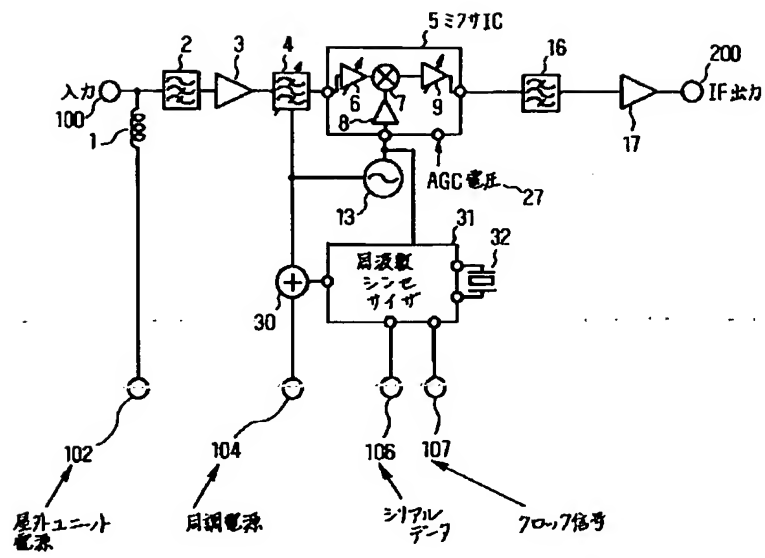 5 ミクサIC
2
3
4
16
200
入力
100
6
7
9
IF出力
1
8
17
AGC電圧
27
13
31
32
周波数
シンセ
サイザ
30
102
104
106
107
屋外ユニット
電源
同調電源
シリアル
データ
クロック信号